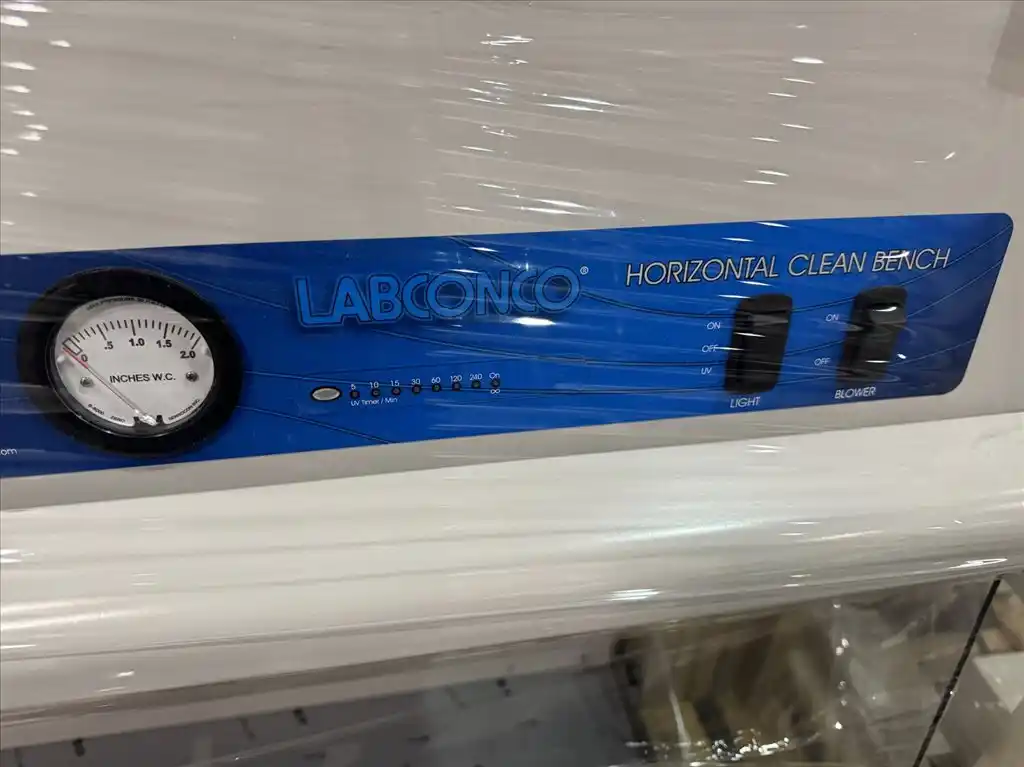 LABCONCO®
HORIZONTAL CLEAN BENCH
0 .5 1.0 1.5 2.0
INCHES W.C.
5 10 15 30 60 120 240 On
∞
UV Timer / Min
ON
OFF
UV
LIGHT
ON
OFF
BLOWER
om